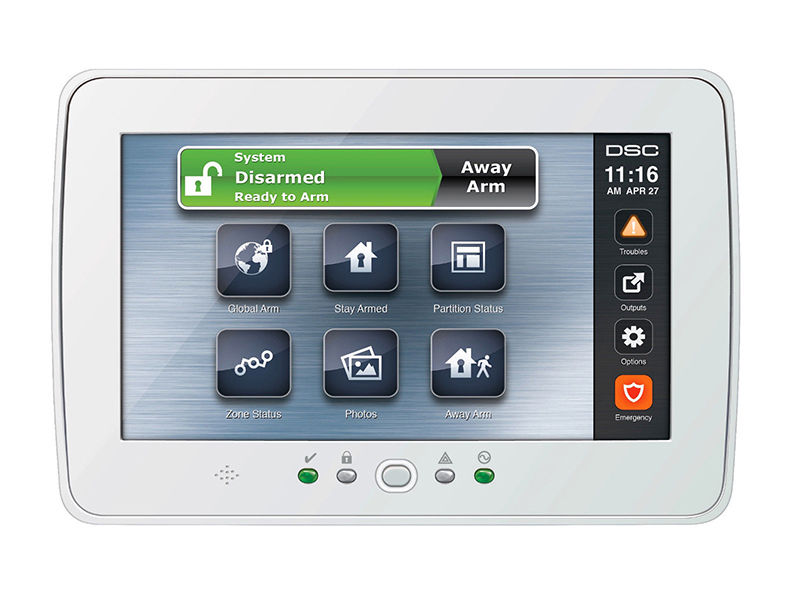 System
Disarmed
Ready to Arm
Away
Arm
DSC
11:16
AM APR 27
Troubles
Global Arm
Stay Armed
Partition Status
Outputs
Options
Zone Status
Photos
Away Arm
Emergency